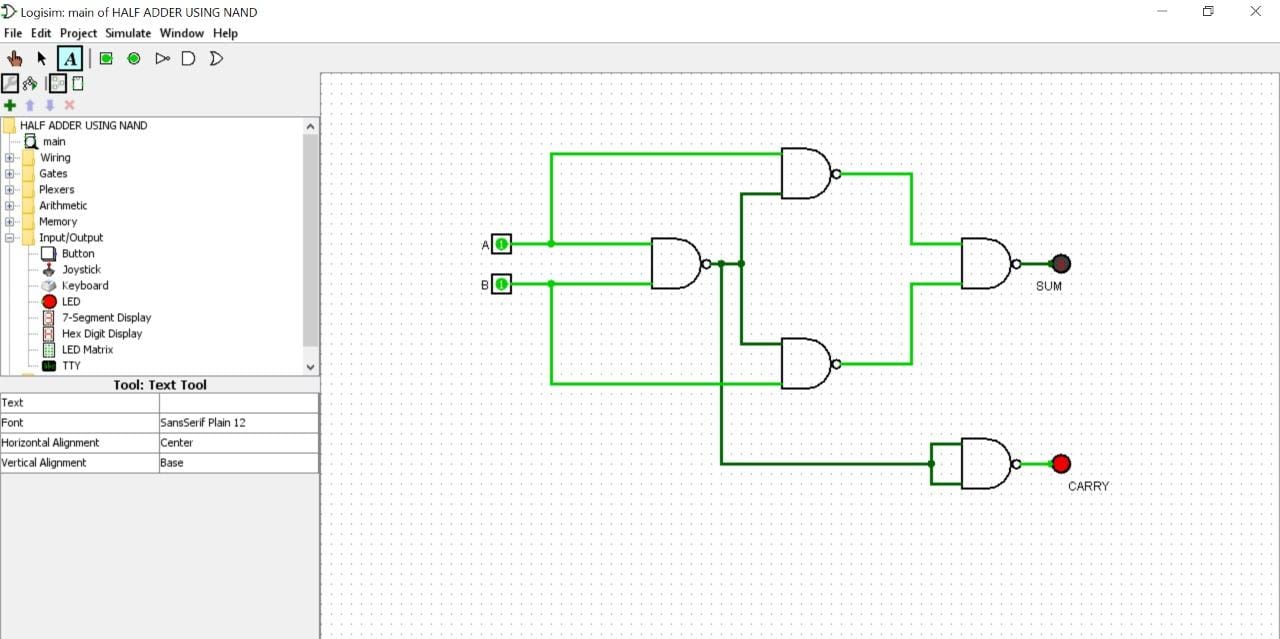 Logisim: main of HALF ADDER USING NAND
File Edit Project Simulate Window Help
A
HALF ADDER USING NAND
main
Wiring
Gates
Plexers
Arithmetic
Memory
Input/Output
Button
Joystick
Keyboard
LED
7-Segment Display
Hex Digit Display
LED Matrix
TTY
Tool: Text Tool
Text
Font SansSerif Plain 12
Horizontal Alignment Center
Vertical Alignment Base
A 1
B 1
SUM
CARRY